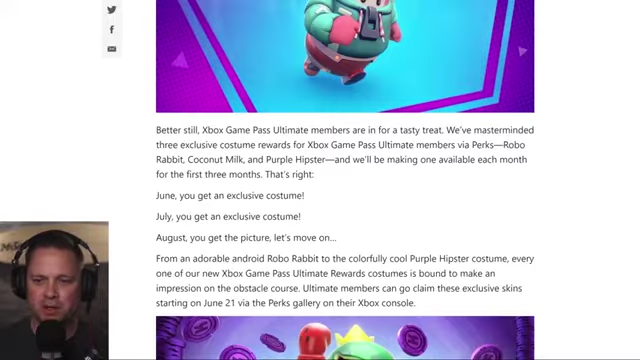 Better still, Xbox Game Pass Ultimate members are in for a tasty treat. We've masterminded
three exclusive costume rewards for Xbox Game Pass Ultimate members via Perks—Robo
Rabbit, Coconut Milk, and Purple Hipster—and we'll be making one available each month
for the first three months. That's right:
June, you get an exclusive costume!
July, you get an exclusive costume!
August, you get the picture, let's move on...
From an adorable android Robo Rabbit to the colorfully cool Purple Hipster costume, every
one of our new Xbox Game Pass Ultimate Rewards costumes is bound to make an
impression on the obstacle course. Ultimate members can go claim these exclusive skins
starting on June 21 via the Perks gallery on their Xbox console.